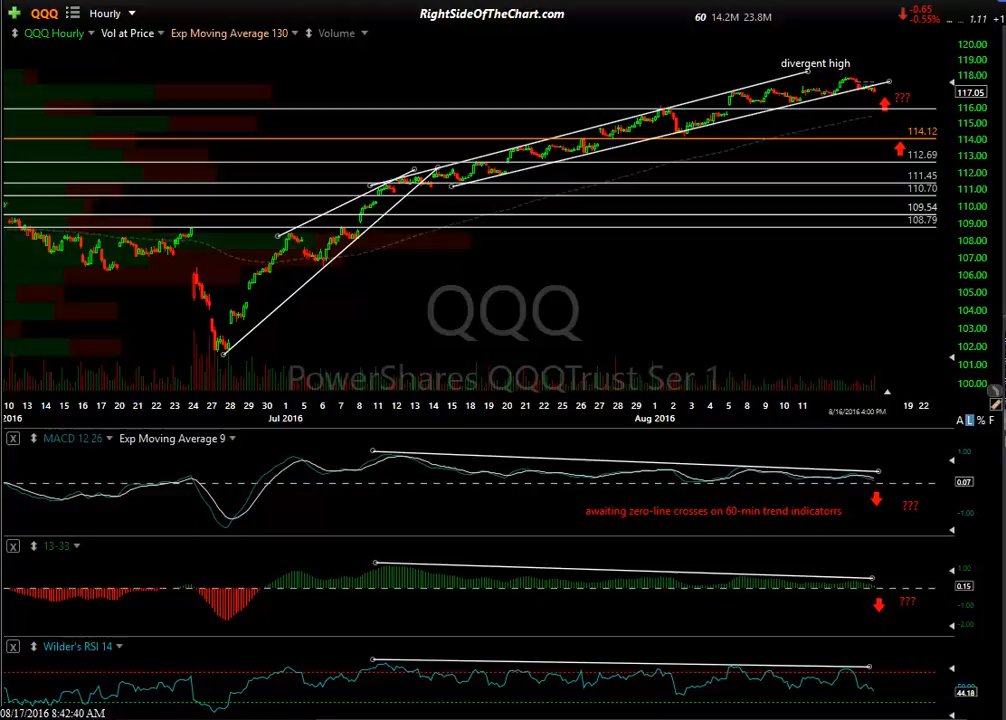 QQQ Hourly RightSideOfTheChart.com 60 14.2M 23.8M -0.65 -0.55% 1.11 +1
QQQ Hourly Vol at Price Exp Moving Average 130 Volume
120.00
divergent high
119.00
118.00
117.05
???
116.00
115.00
114.12
114.00
112.69
113.00
112.00
111.45
111.00
110.70
110.00
109.54
109.00
108.79
108.00
107.00
106.00
105.00
104.00
QQQ
103.00
102.00
101.00
PowerShares QQQTrust Ser 1
100.00
10 13 14 15 16 17 20 21 22 23 24 27 28 29 30 1 5 6 7 8 11 12 13 14 15 18 19 20 21 22 25 26 27 28 29 1 2 3 4 5 8 9 10 11 8/16/2016 4:00 PM 19 22
2016 Jul 2016 Aug 2016
A L % F
X MACD 12 26 Exp Moving Average 9
1.00
0.07
???
awaiting zero-line crosses on 60-min trend indicatorrs
-1.00
X 13-33
1.00
0.15
???
-1.00
-2.00
X Wilder's RSI 14
44.18
08/17/2016 8:42:40 AM